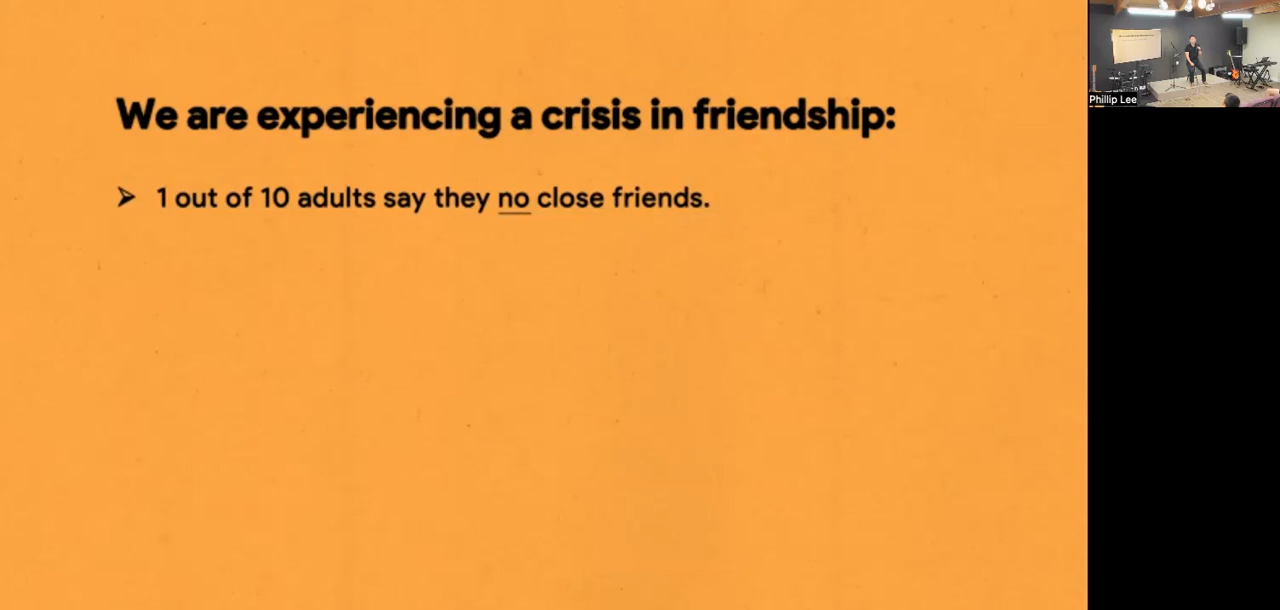 We are experiencing a crisis in friendship:
➢ 1 out of 10 adults say they no close friends.
Phillip Lee